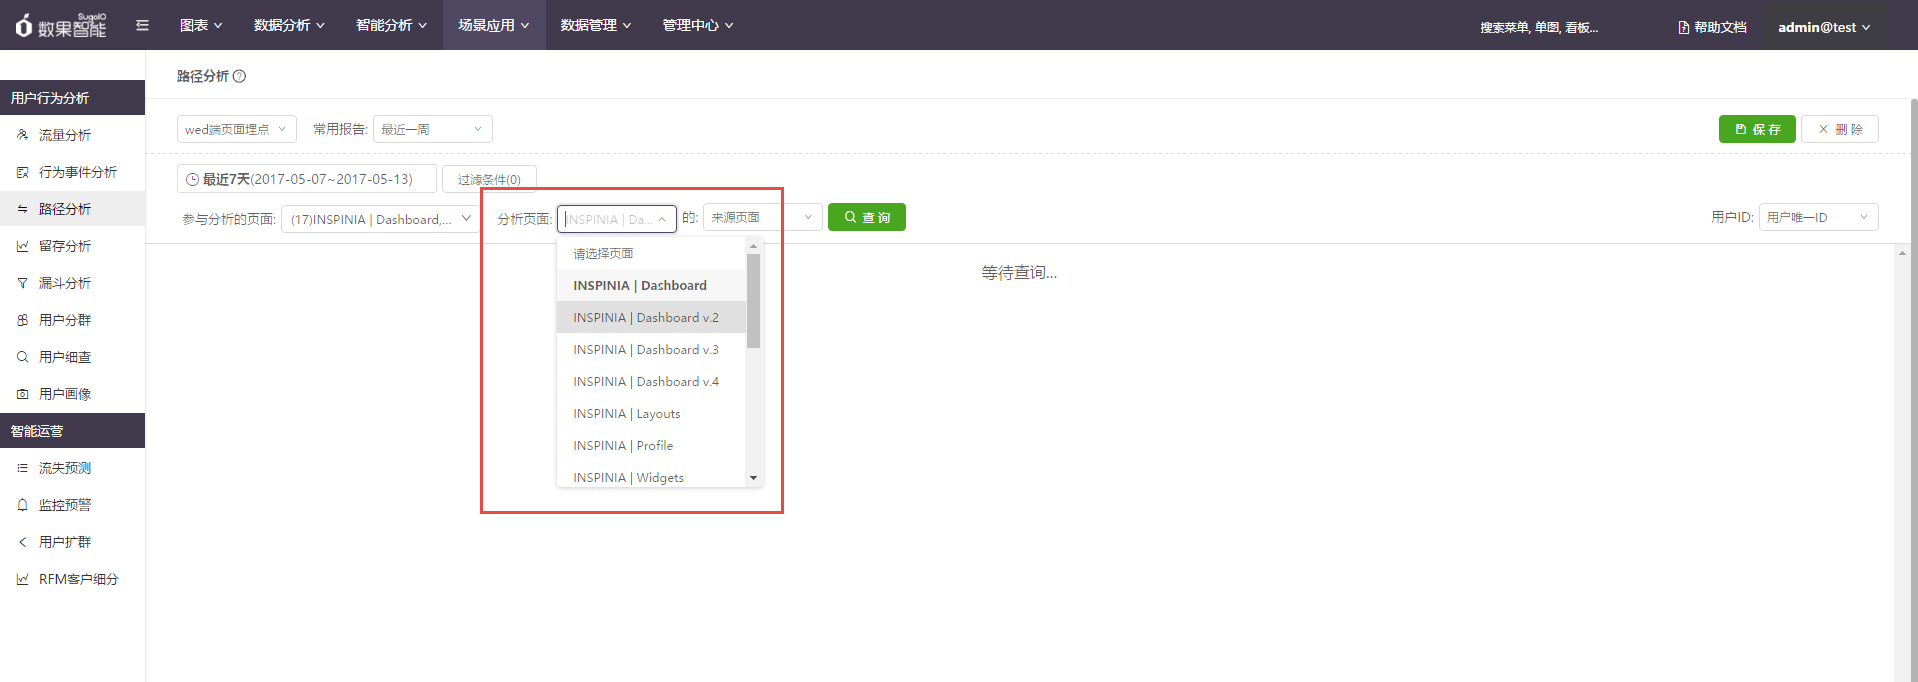 SugoIO
数果智能
图表
数据分析
智能分析
场景应用
数据管理
管理中心
搜索菜单, 单图, 看板...
帮助文档
admin@test
用户行为分析
流量分析
行为事件分析
路径分析
留存分析
漏斗分析
用户分群
用户细查
用户画像
智能运营
流失预测
监控预警
用户扩群
RFM客户细分
路径分析
wed端页面埋点
常用报告:
最近一周
保存
删除
最近7天(2017-05-07~2017-05-13)
过滤条件(0)
参与分析的页面:
(17)INSPINIA | Dashboard,...
分析页面:
INSPINIA | Da...
的:
来源页面
查询
用户ID:
用户唯一ID
请选择页面
INSPINIA | Dashboard
INSPINIA | Dashboard v.2
INSPINIA | Dashboard v.3
INSPINIA | Dashboard v.4
INSPINIA | Layouts
INSPINIA | Profile
INSPINIA | Widgets
等待查询...